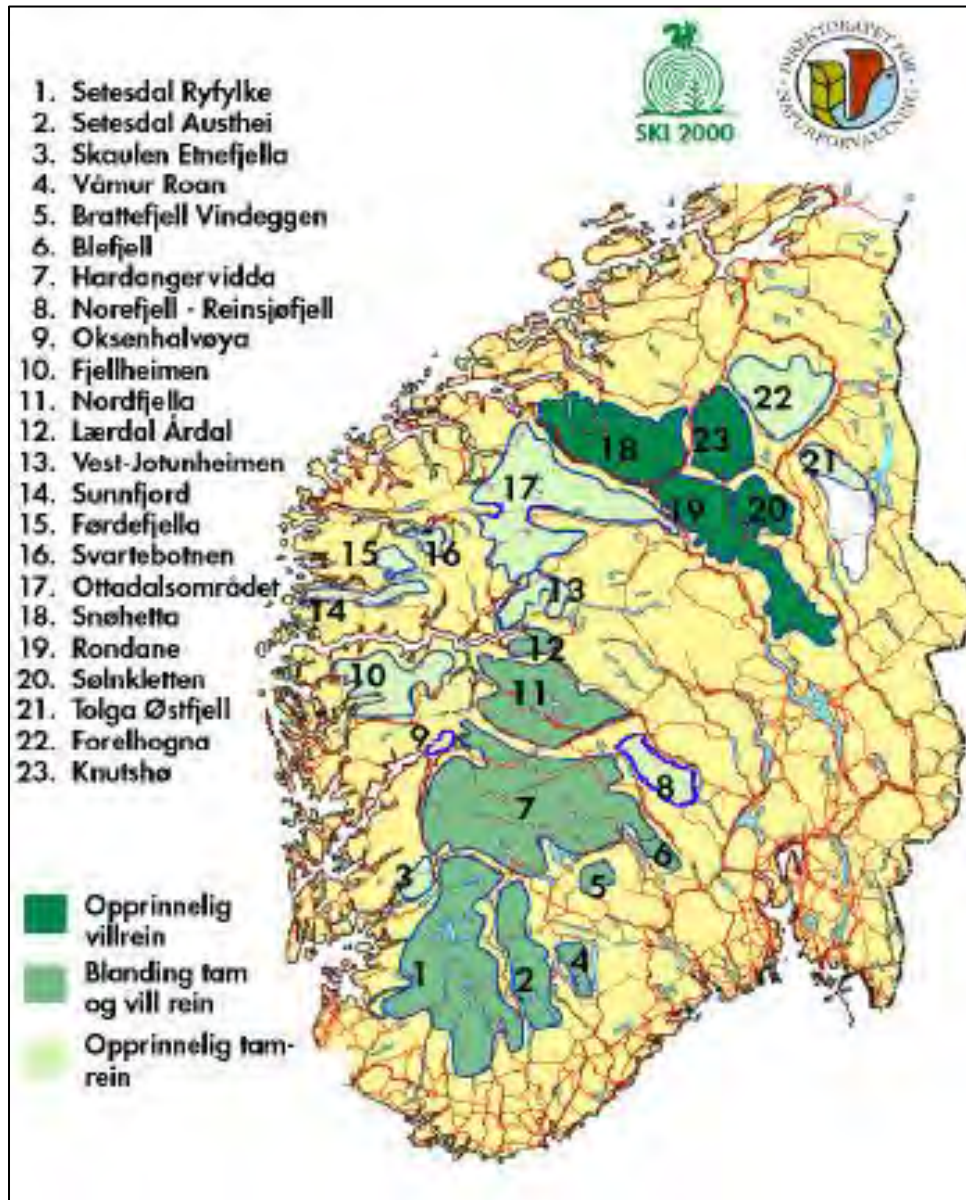 1. Setesdal Ryfylke
2. Setesdal Austhei
3. Skaulen Etnefjella
4. Våmur Roan
5. Brattefjell Vindeggen
6. Blefjell
7. Hardangervidda
8. Norefjell - Reinsjøfjell
9. Oksenhalvøya
10. Fjellheimen
11. Nordfjella
12. Lærdal Årdal
13. Vest-Jotunheimen
14. Sunnfjord
15. Førdefjella
16. Svartebotnen
17. Ottadalsområdet
18. Snøhetta
19. Rondane
20. Sølnkletten
21. Tolga Østfjell
22. Forelhogna
23. Knutshø
SKI 2000
DIREKTORATET FOR NATURFORVALTNING
22
18
23
17
21
19
20
15
16
14
13
12
10
11
9
8
7
6
3
5
1
2
4
Opprinnelig
villrein
Blanding tam
og vill rein
Opprinnelig tam-
rein